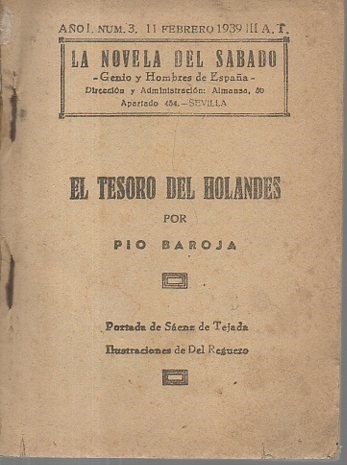 AÑO I. NUM. 3. 11 FEBRERO 1939 III A. T.
LA NOVELA DEL SABADO
-Genio y Hombres de España-
Dirección y Administración: Almansa, 50
Apartado 454.-SEVILLA
EL TESORO DEL HOLANDES
POR
PIO BAROJA
Portada de Sáenz de Tejada
Ilustraciones de Del Reguero